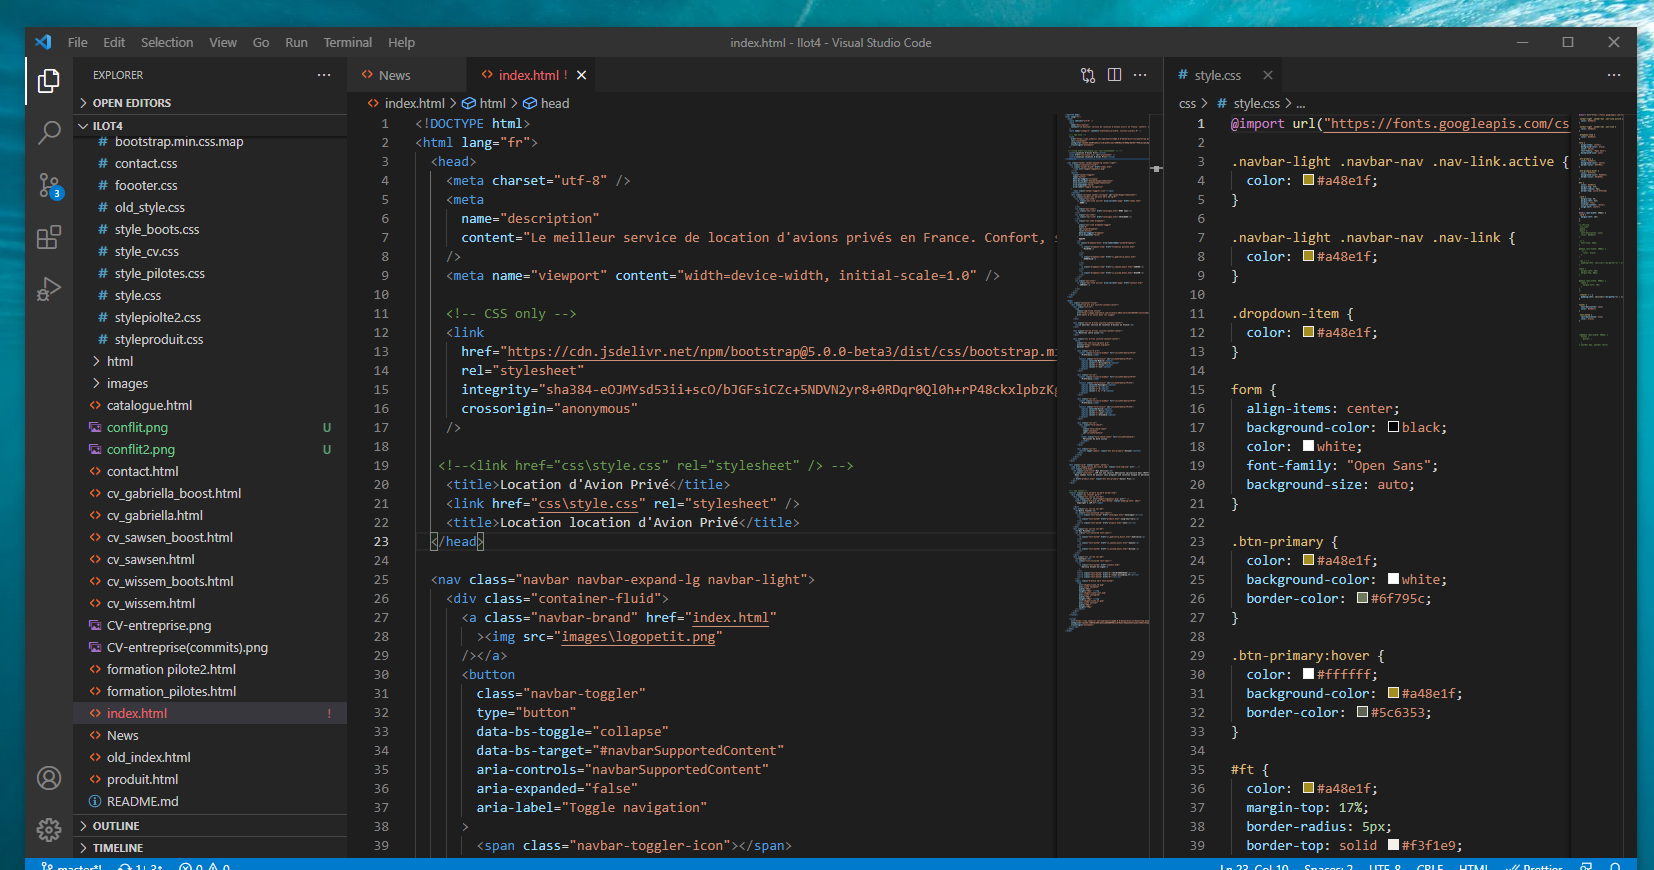 File Edit Selection View Go Run Terminal Help
index.html - Ilot4 - Visual Studio Code
EXPLORER
OPEN EDITORS
ILOT4
bootstrap.min.css.map
contact.css
foooter.css
old_style.css
style_boots.css
style_cv.css
style_pilotes.css
style.css
stylepiolte2.css
styleproduit.css
html
images
catalogue.html
conflit.png U
conflit2.png U
contact.html
cv_gabriella_boost.html
cv_gabriella.html
cv_sawsen_boost.html
cv_sawsen.html
cv_wissem_boots.html
cv_wissem.html
CV-entreprise.png
CV-entreprise(commits).png
formation pilote2.html
formation_pilotes.html
index.html !
News
old_index.html
produit.html
README.md
OUTLINE
TIMELINE
3
News
index.html !
index.html > html > head
1 <!DOCTYPE html>
2 <html lang="fr">
3 <head>
4 <meta charset="utf-8" />
5 <meta
6 name="description"
7 content="Le meilleur service de location d'avions privés en France. Confort,
8 />
9 <meta name="viewport" content="width=device-width, initial-scale=1.0" />
10
11 <!-- CSS only -->
12 <link
13 href="https://cdn.jsdelivr.net/npm/bootstrap@5.0.0-beta3/dist/css/bootstrap.mi
14 rel="stylesheet"
15 integrity="sha384-eOJMYsd53ii+scO/bJGFsiCZc+5NDVN2yr8+0RDqr0Ql0h+rP48ckxlpbzKg
16 crossorigin="anonymous"
17 />
18
19 <!--<link href="css\style.css" rel="stylesheet" /> -->
20 <title>Location d'Avion Privé</title>
21 <link href="css\style.css" rel="stylesheet" />
22 <title>Location location d'Avion Privé</title>
23 </head>
24
25 <nav class="navbar navbar-expand-lg navbar-light">
26 <div class="container-fluid">
27 <a class="navbar-brand" href="index.html"
28 ><img src="images\logopetit.png"
29 /></a>
30 <button
31 class="navbar-toggler"
32 type="button"
33 data-bs-toggle="collapse"
34 data-bs-target="#navbarSupportedContent"
35 aria-controls="navbarSupportedContent"
36 aria-expanded="false"
37 aria-label="Toggle navigation"
38 >
39 <span class="navbar-toggler-icon"></span>
style.css
css > style.css > ...
1 @import url("https://fonts.googleapis.com/cs
2
3 .navbar-light .navbar-nav .nav-link.active {
4 color: #a48e1f;
5 }
6
7 .navbar-light .navbar-nav .nav-link {
8 color: #a48e1f;
9 }
10
11 .dropdown-item {
12 color: #a48e1f;
13 }
14
15 form {
16 align-items: center;
17 background-color: black;
18 color: white;
19 font-family: "Open Sans";
20 background-size: auto;
21 }
22
23 .btn-primary {
24 color: #a48e1f;
25 background-color: white;
26 border-color: #6f795c;
27 }
28
29 .btn-primary:hover {
30 color: #ffffff;
31 background-color: #a48e1f;
32 border-color: #5c6353;
33 }
34
35 #ft {
36 color: #a48e1f;
37 margin-top: 17%;
38 border-radius: 5px;
39 border-top: solid #f3f1e9;
master*! 1↓ 3↑ 0 0
Ln 23, Col 10 Spaces: 2 UTF-8 CRLF HTML Prettier